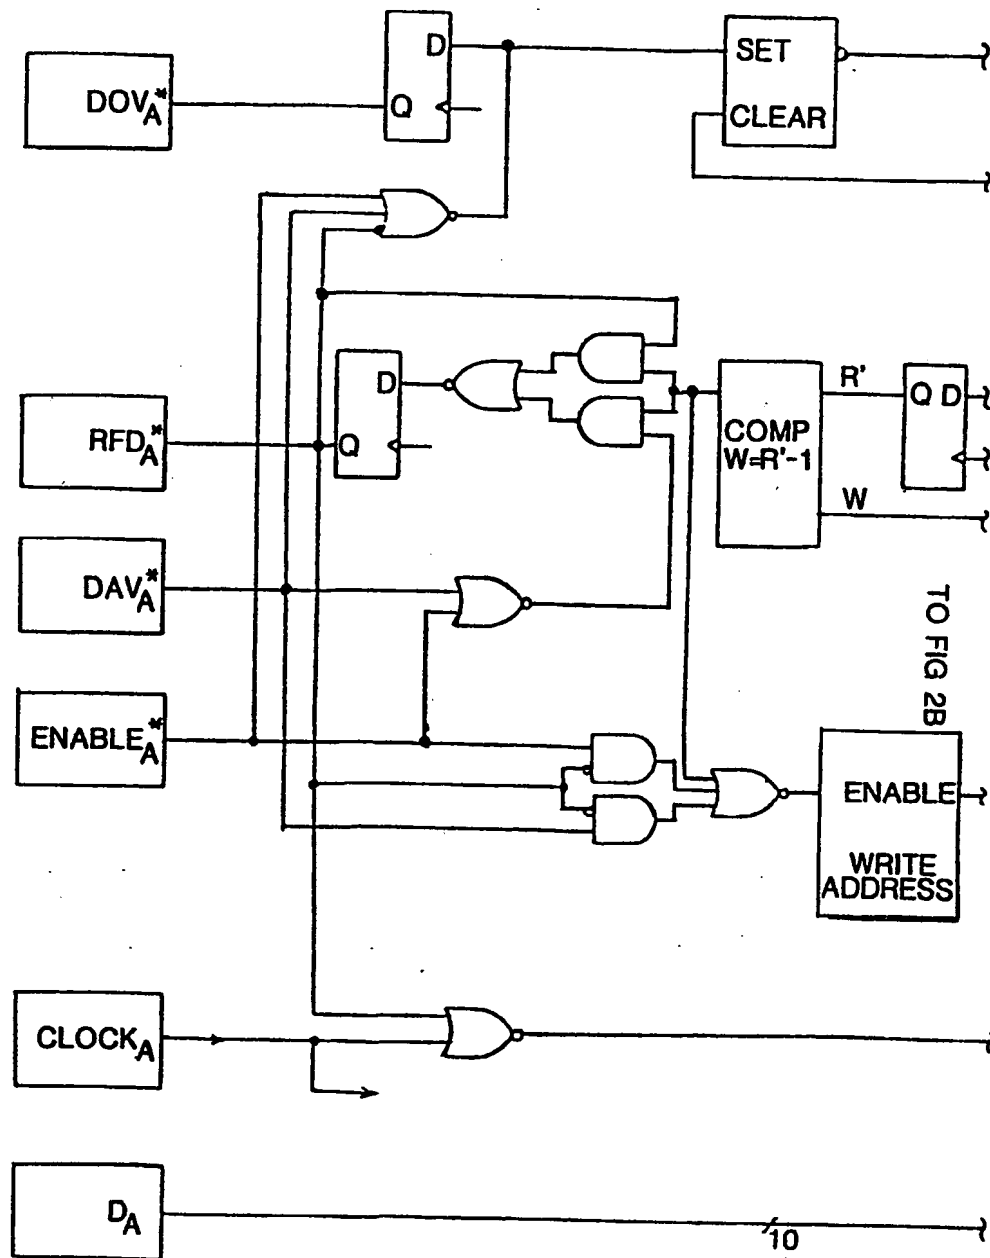 DOV*A
D
Q
SET
CLEAR
RFD*A
D
Q
COMP
W=R'-1
R'
W
Q D
DAV*A
TO FIG 2B
ENABLE*A
ENABLE
WRITE
ADDRESS
CLOCKA
DA
10